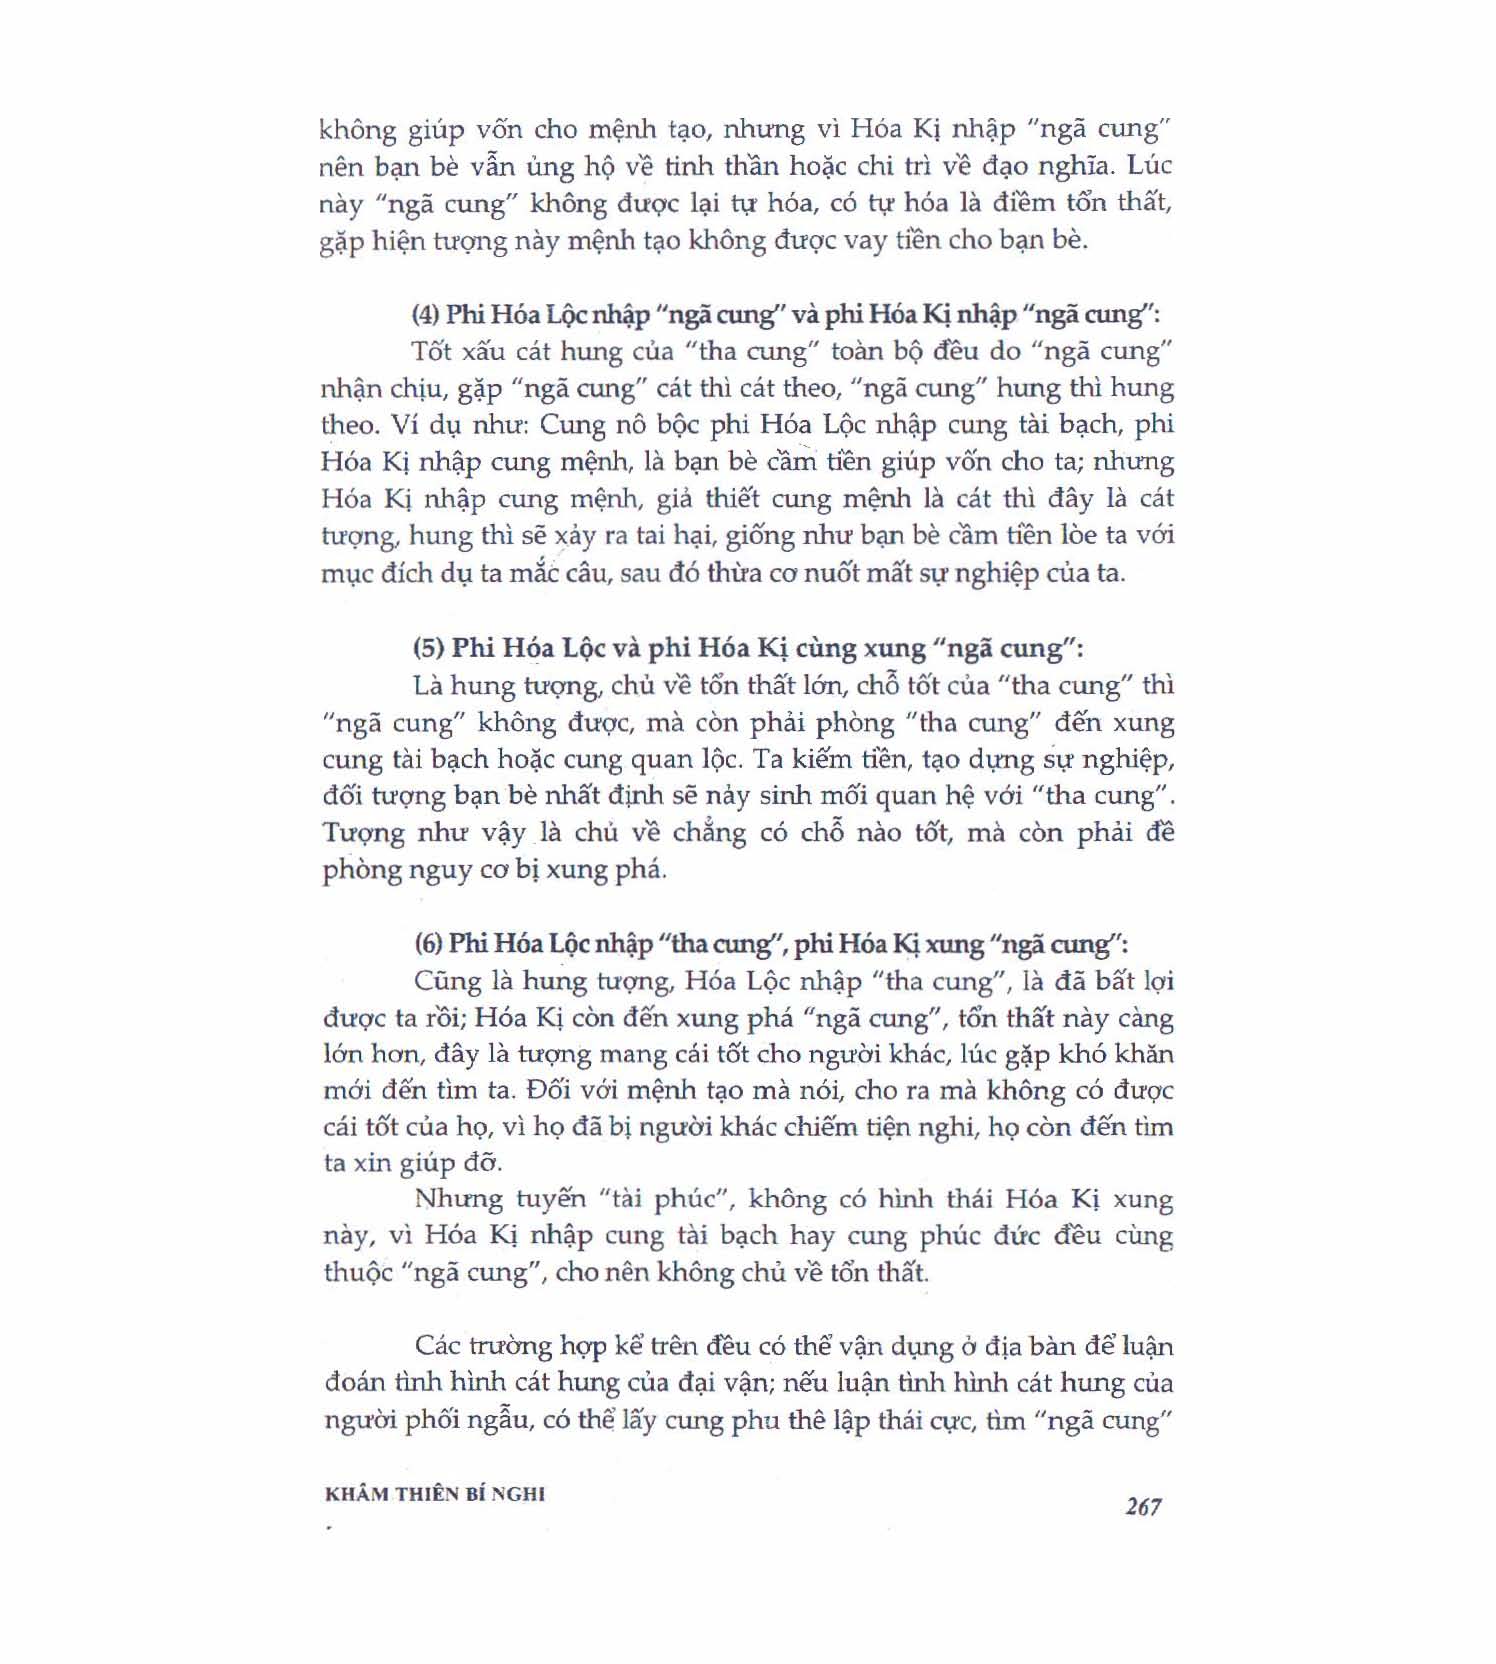 không giúp vốn cho mệnh tạo, nhưng vì Hóa Kị nhập "ngã cung"
nên bạn bè vẫn ủng hộ về tinh thần hoặc chi trì về đạo nghĩa. Lúc
này "ngã cung" không được lại tự hóa, có tự hóa là điềm tổn thất,
gặp hiện tượng này mệnh tạo không được vay tiền cho bạn bè.
(4) Phi Hóa Lộc nhập "ngã cung" và phi Hóa Kị nhập "ngã cung":
Tốt xấu cát hung của "tha cung" toàn bộ đều do "ngã cung"
nhận chịu, gặp "ngã cung" cát thì cát theo, "ngã cung" hung thì hung
theo. Ví dụ như: Cung nô bộc phi Hóa Lộc nhập cung tài bạch, phi
Hóa Kị nhập cung mệnh, là bạn bè cầm tiền giúp vốn cho ta; nhưng
Hóa Kị nhập cung mệnh, giả thiết cung mệnh là cát thì đây là cát
tượng, hung thì sẽ xảy ra tai hại, giống như bạn bè cầm tiền lòe ta với
mục đích dụ ta mắc câu, sau đó thừa cơ nuốt mất sự nghiệp của ta.
(5) Phi Hóa Lộc và phi Hóa Kị cùng xung "ngã cung":
Là hung tượng, chủ về tổn thất lớn, chỗ tốt của "tha cung" thì
"ngã cung" không được, mà còn phải phòng "tha cung" đến xung
cung tài bạch hoặc cung quan lộc. Ta kiếm tiền, tạo dựng sự nghiệp,
đối tượng bạn bè nhất định sẽ nảy sinh mối quan hệ với "tha cung".
Tượng như vậy là chủ về chẳng có chỗ nào tốt, mà còn phải đề
phòng nguy cơ bị xung phá.
(6) Phi Hóa Lộc nhập "tha cung", phi Hóa Kị xung "ngã cung":
Cũng là hung tượng, Hóa Lộc nhập "tha cung", là đã bất lợi
được ta rồi; Hóa Kị còn đến xung phá "ngã cung", tổn thất này càng
lớn hơn, đây là tượng mang cái tốt cho người khác, lúc gặp khó khăn
mới đến tìm ta. Đối với mệnh tạo mà nói, cho ra mà không có được
cái tốt của họ, vì họ đã bị người khác chiếm tiện nghi, họ còn đến tìm
ta xin giúp đỡ.
Nhưng tuyến "tài phúc", không có hình thái Hóa Kị xung
này, vì Hóa Kị nhập cung tài bạch hay cung phúc đức đều cùng
thuộc "ngã cung", cho nên không chủ về tổn thất.
Các trường hợp kể trên đều có thể vận dụng ở địa bàn để luận
đoán tình hình cát hung của đại vận; nếu luận tình hình cát hung của
người phối ngẫu, có thể lấy cung phu thê lập thái cực, tìm "ngã cung"
KHÂM THIÊN BÍ NGHI
267